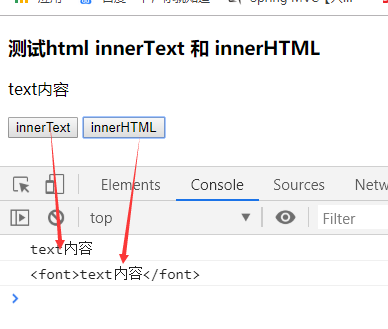 测试html innerText 和 innerHTML
text内容
innerText innerHTML
Elements Console Sources Netw
top Filter
text内容
<font>text内容</font>